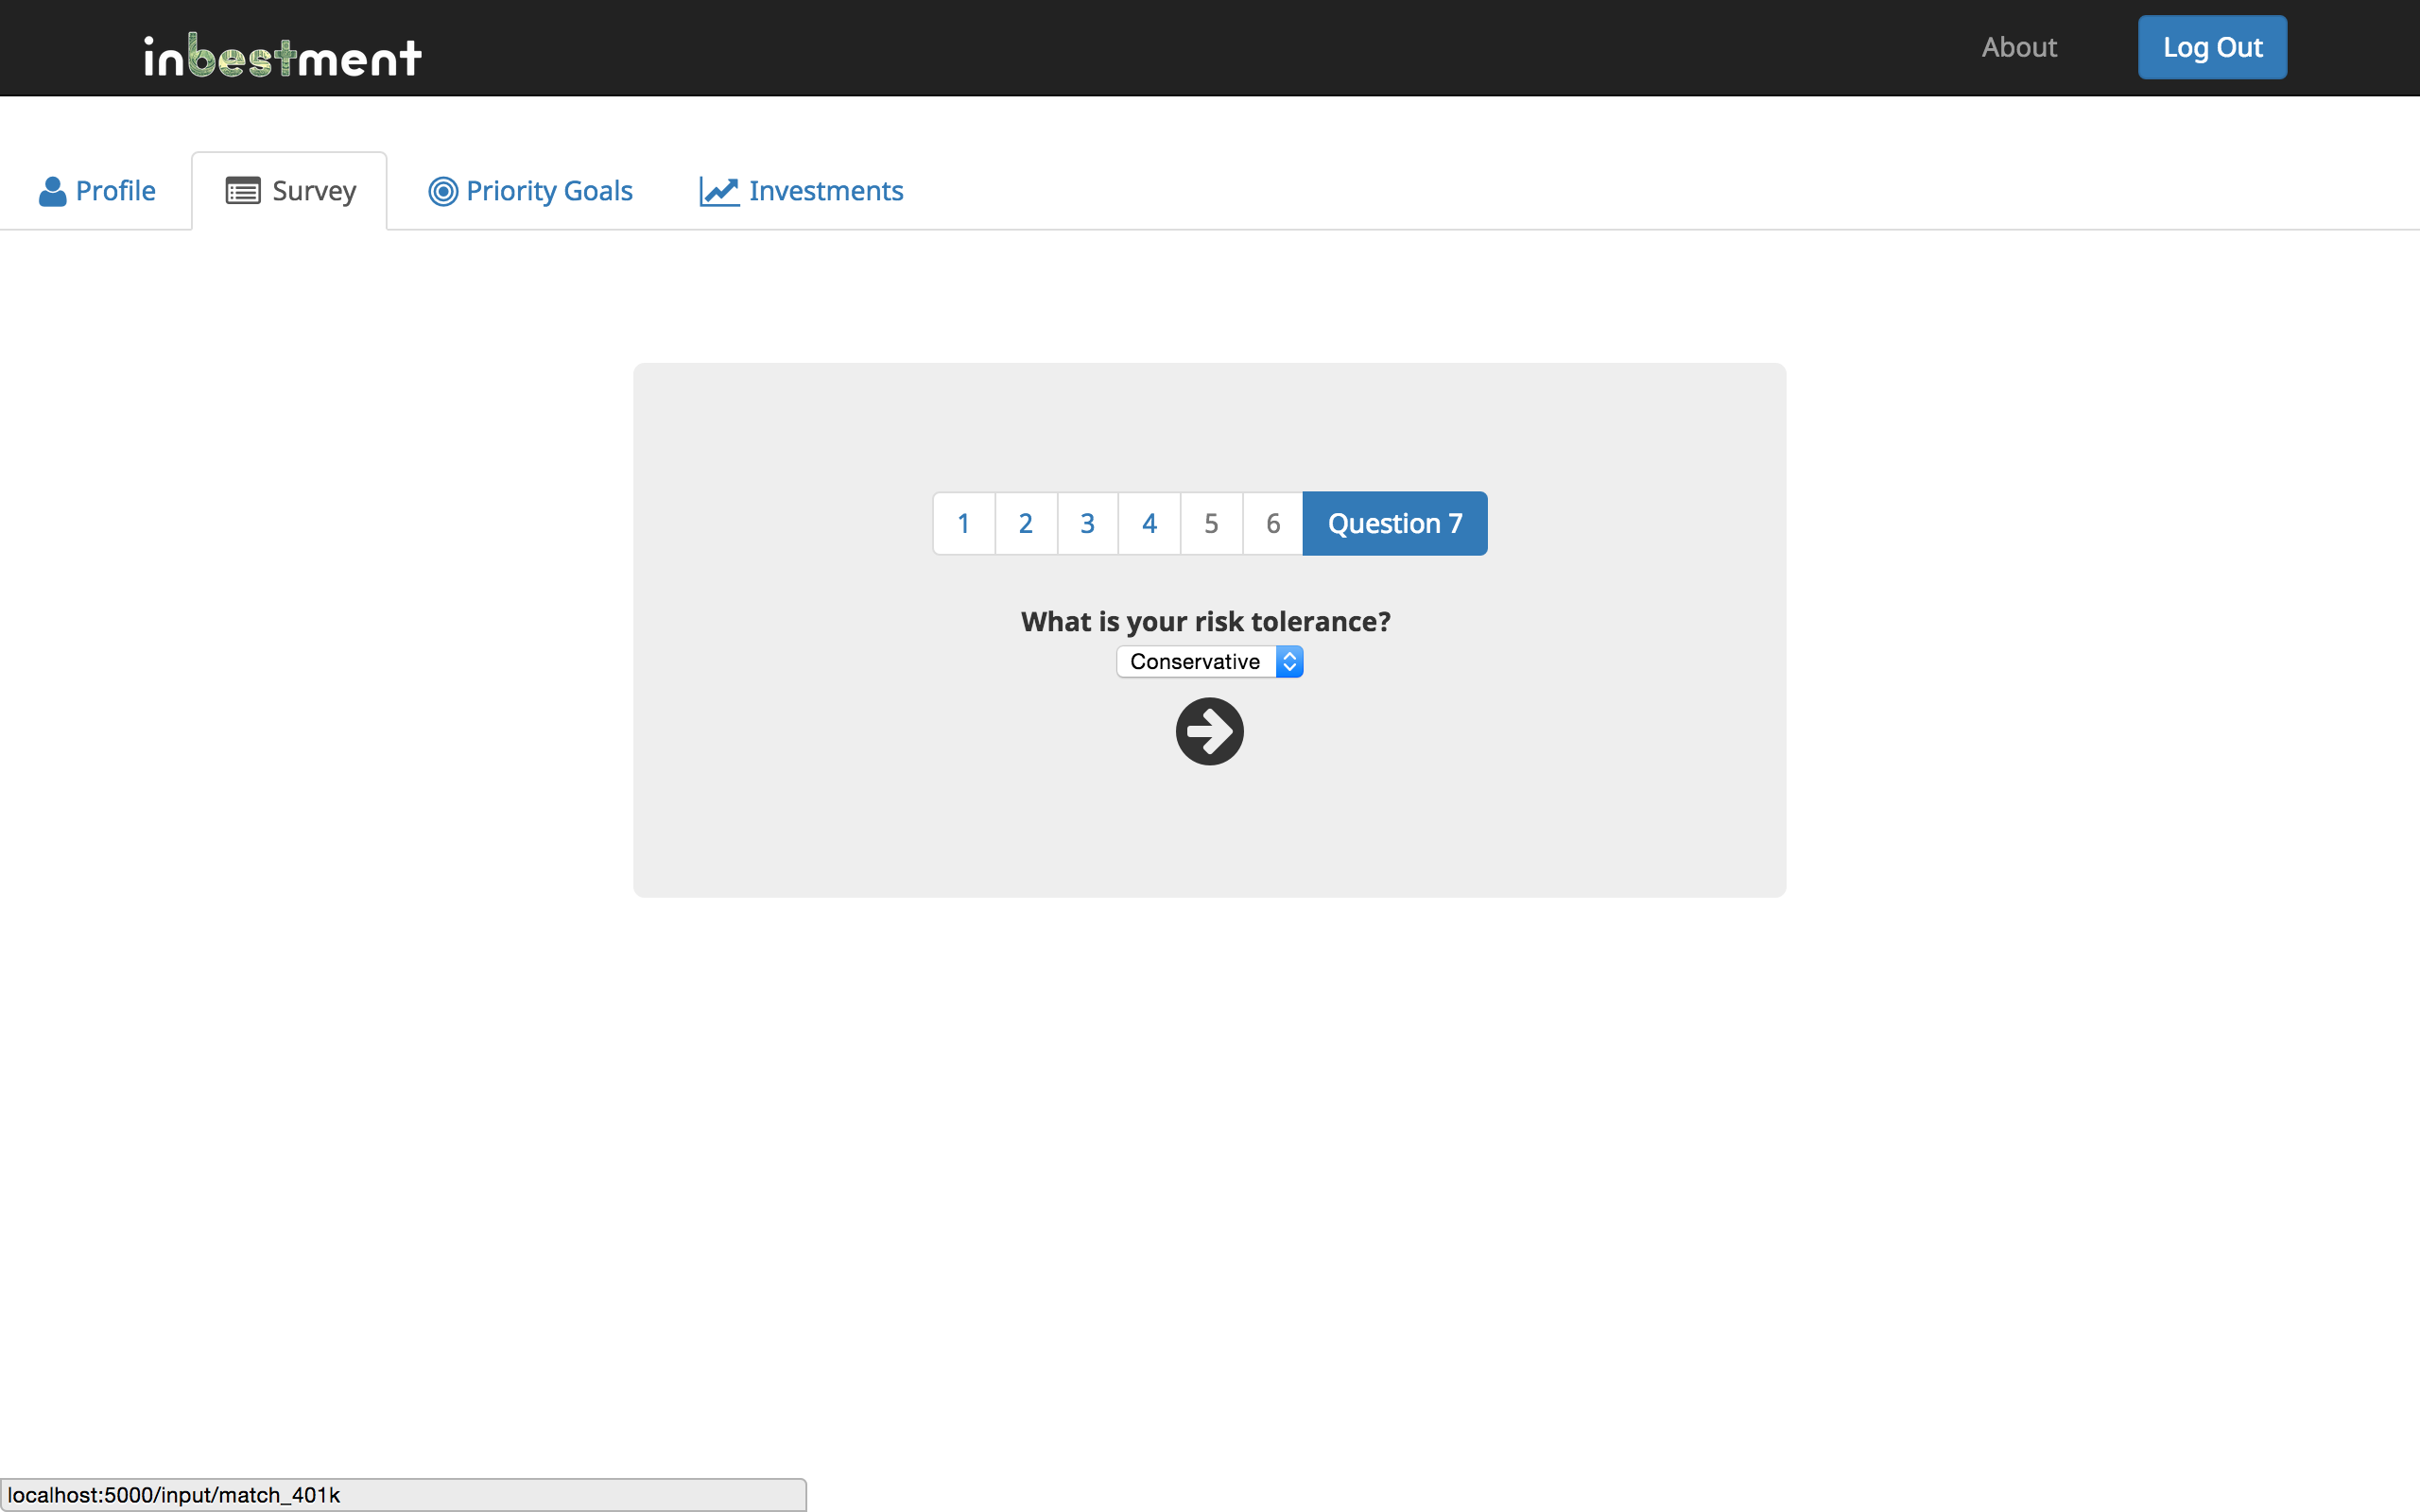 inbestment About Log Out
Profile Survey Priority Goals Investments
1 2 3 4 5 6 Question 7
What is your risk tolerance?
Conservative
localhost:5000/input/match_401k